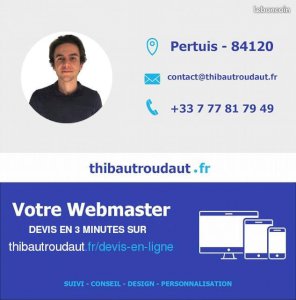 leboncoin
Pertuis - 84120
contact@thibautroudaut.fr
+33 7 77 81 79 49
thibautroudaut.fr
Votre Webmaster
DEVIS EN 3 MINUTES SUR
thibautroudaut.fr/devis-en-ligne
SUIVI - CONSEIL - DESIGN - PERSONNALISATION